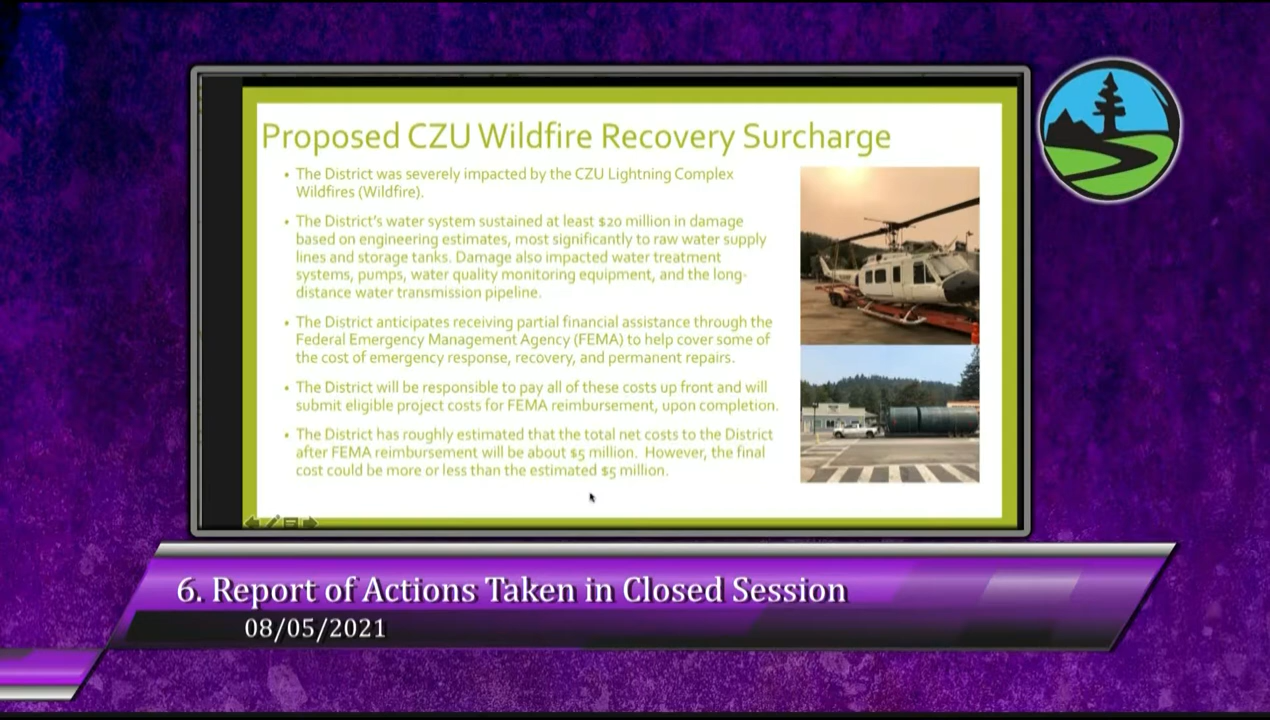 Proposed CZU Wildfire Recovery Surcharge
• The District was severely impacted by the CZU Lightning Complex
Wildfires (Wildfire).
• The District's water system sustained at least $20 million in damage
based on engineering estimates, most significantly to raw water supply
lines and storage tanks. Damage also impacted water treatment
systems, pumps, water quality monitoring equipment, and the long-
distance water transmission pipeline.
• The District anticipates receiving partial financial assistance through the
Federal Emergency Management Agency (FEMA) to help cover some of
the cost of emergency response, recovery, and permanent repairs.
• The District will be responsible to pay all of these costs up front and will
submit eligible project costs for FEMA reimbursement, upon completion.
• The District has roughly estimated that the total net costs to the District
after FEMA reimbursement will be about $5 million. However, the final
cost could be more or less than the estimated $5 million.
6. Report of Actions Taken in Closed Session
08/05/2021